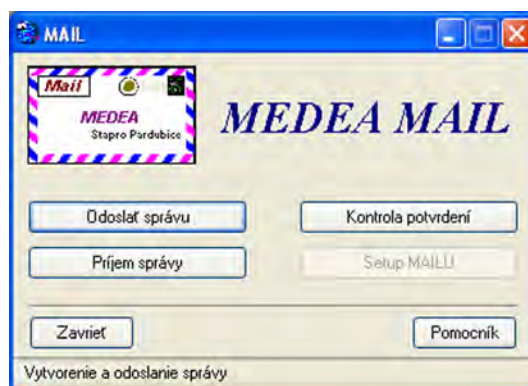 MAIL
Mail
MEDEA
Stapro Pardubice
MEDEA MAIL
Odoslať správu
Kontrola potvrdení
Príjem správy
Setup MAILU
Zavrieť
Pomocník
Vytvorenie a odoslanie správy